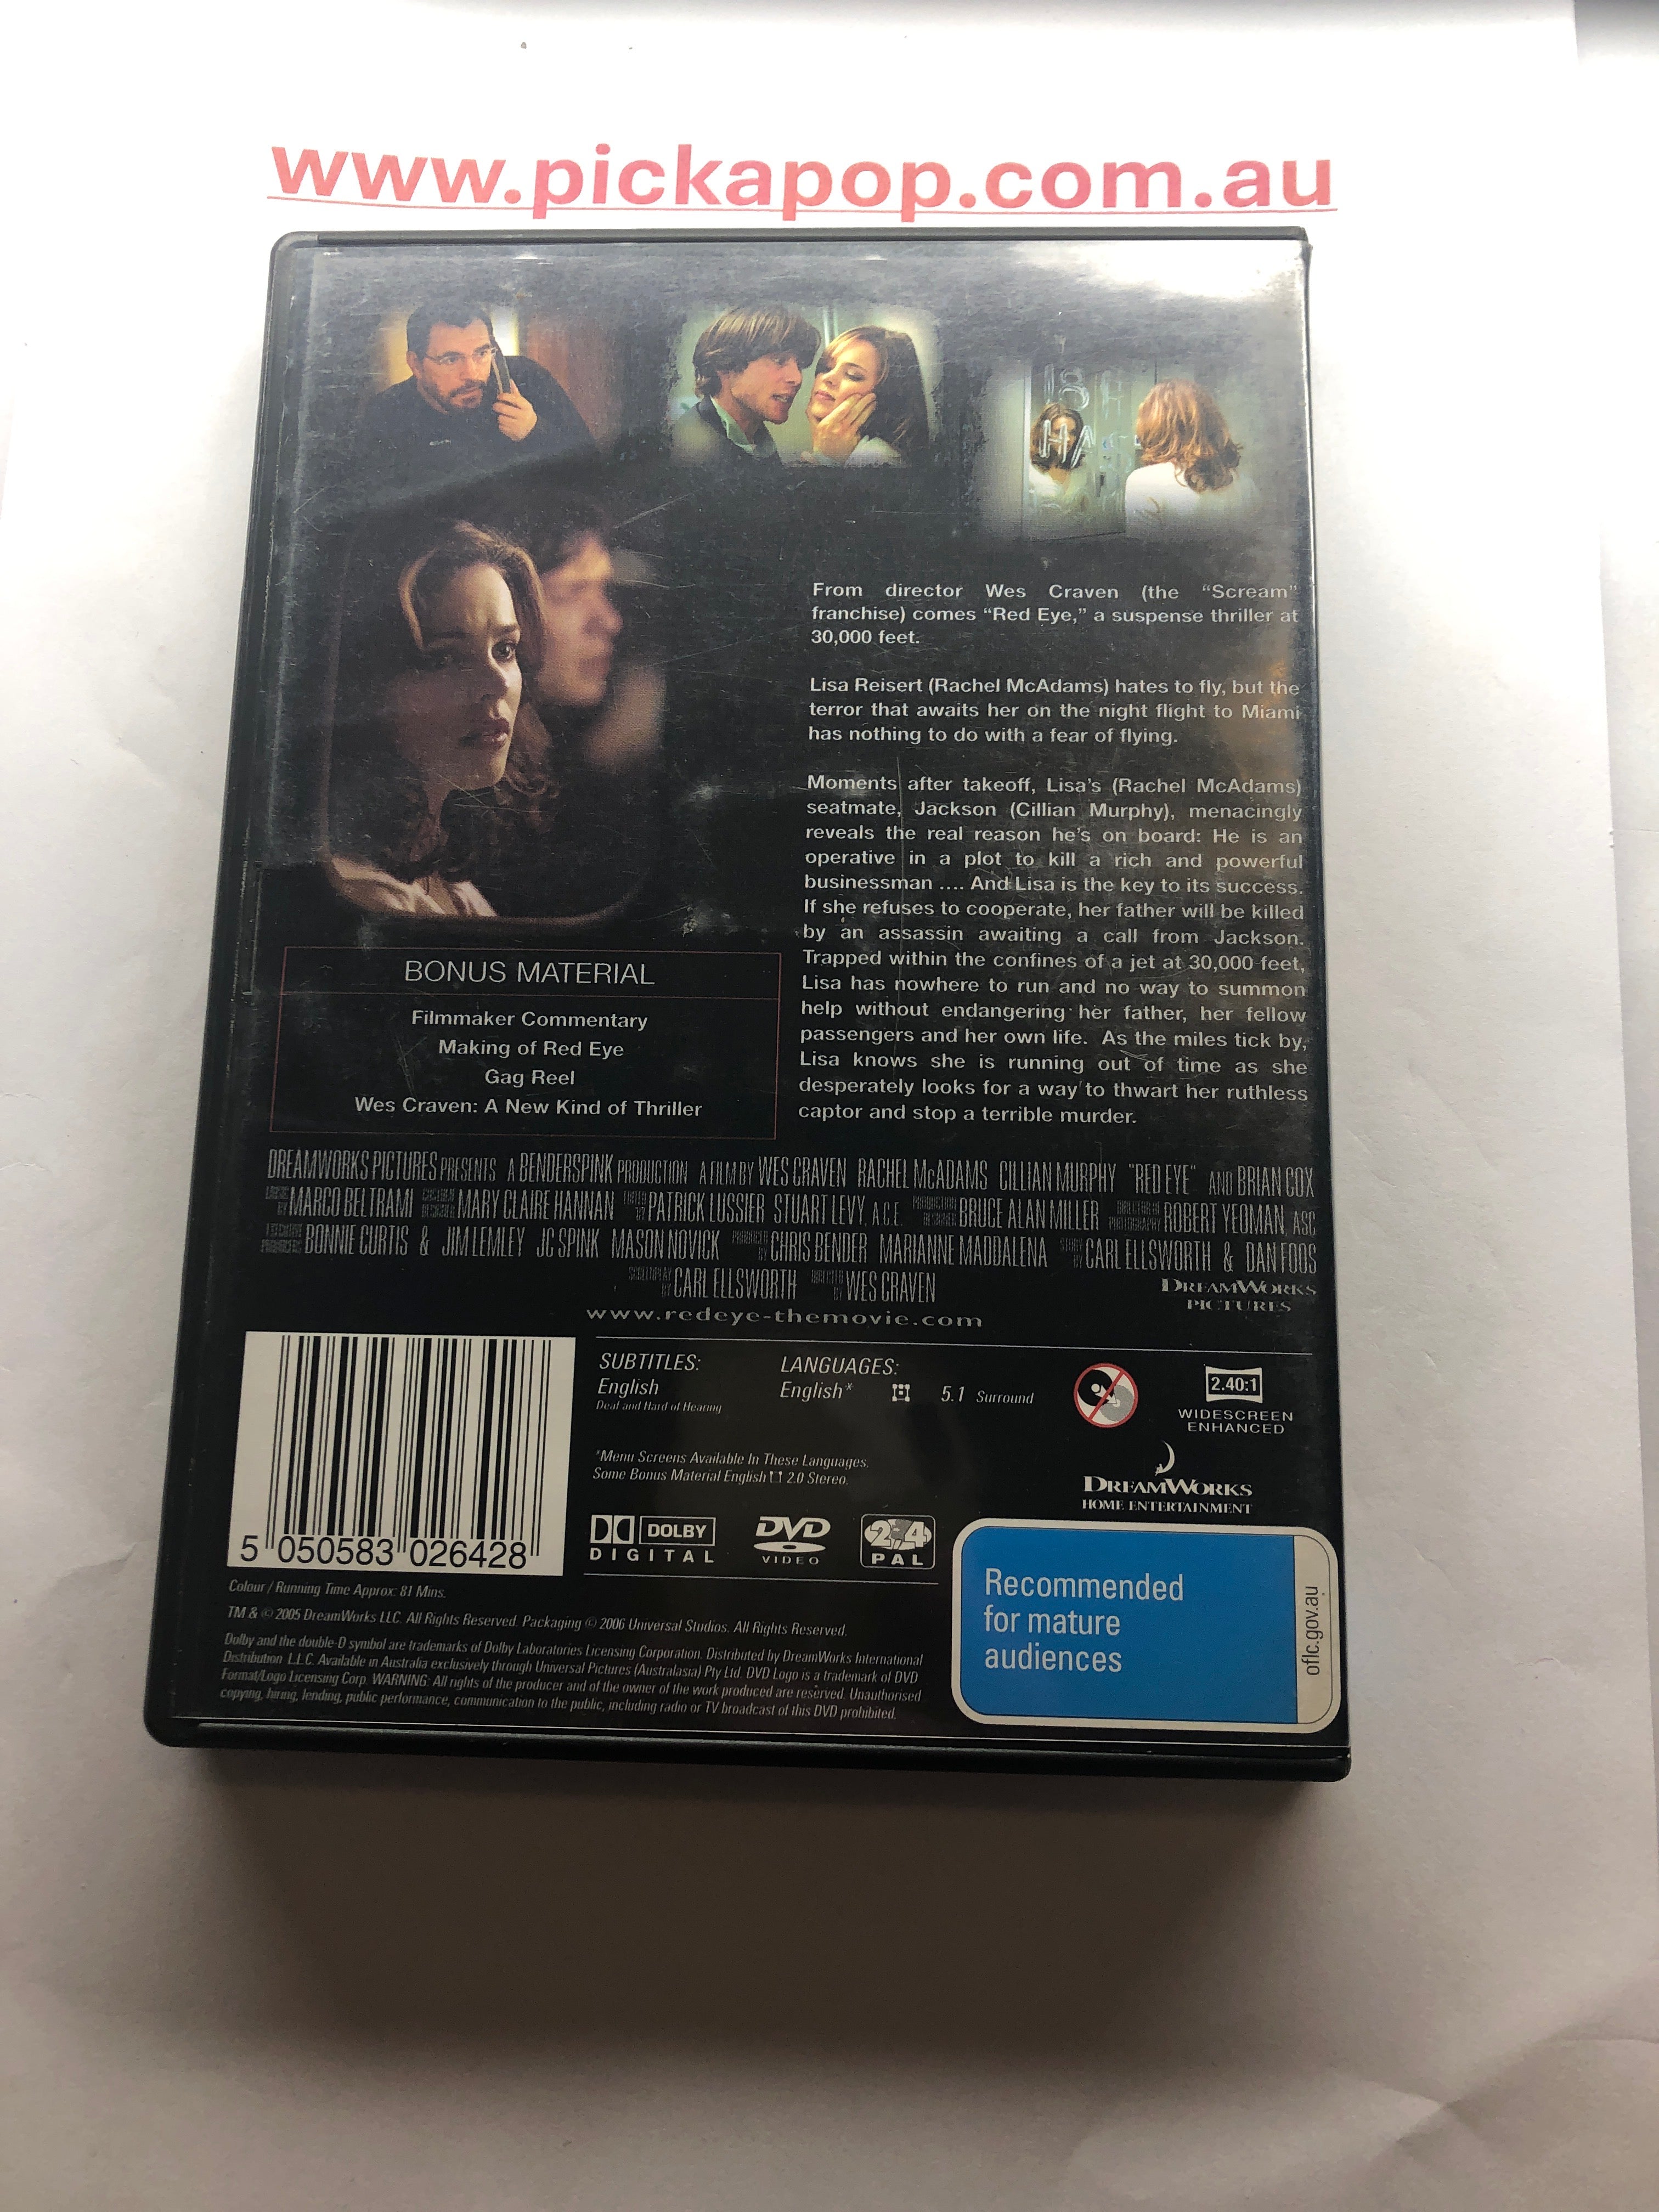 www.pickapop.com.au
From director Wes Craven (the “Scream”
franchise) comes “Red Eye,” a suspense thriller at
30,000 feet.
Lisa Reisert (Rachel McAdams) hates to fly, but the
terror that awaits her on the night flight to Miami
has nothing to do with a fear of flying.
Moments after takeoff, Lisa’s (Rachel McAdams)
seatmate, Jackson (Cillian Murphy), menacingly
reveals the real reason he’s on board: He is an
operative in a plot to kill a rich and powerful
businessman .... And Lisa is the key to its success.
If she refuses to cooperate, her father will be killed
by an assassin awaiting a call from Jackson.
Trapped within the confines of a jet at 30,000 feet,
Lisa has nowhere to run and no way to summon
help without endangering her father, her fellow
passengers and her own life. As the miles tick by,
Lisa knows she is running out of time as she
desperately looks for a way to thwart her ruthless
captor and stop a terrible murder.
BONUS MATERIAL
Filmmaker Commentary
Making of Red Eye
Gag Reel
Wes Craven: A New Kind of Thriller
DREAMWORKS PICTURES PRESENTS A BENDERSPINK PRODUCTION A FILM BY WES CRAVEN RACHEL McADAMS CILLIAN MURPHY "RED EYE" AND BRIAN COX
MARCO BELTRAMI MARY CLAIRE HANNAN PATRICK LUSSIER STUART LEVY, A.C.E. PRODUCTION DESIGNER BRUCE ALAN MILLER DIRECTOR OF PHOTOGRAPHY ROBERT YEOMAN, ASC
BONNIE CURTIS & JIM LEMLEY JC SPINK MASON NOVICK PRODUCED BY CHRIS BENDER MARIANNE MADDALENA STORY BY CARL ELLSWORTH & DAN FOOS
SCREENPLAY BY CARL ELLSWORTH DIRECTED BY WES CRAVEN
DREAMWORKS
PICTURES
www.redeye-themovie.com
SUBTITLES:
English
Deaf and Hard of Hearing
LANGUAGES:
English* 5.1 Surround
2.40:1
WIDESCREEN
ENHANCED
*Menu Screens Available In These Languages.
Some Bonus Material English 2.0 Stereo.
DREAMWORKS
HOME ENTERTAINMENT
DOLBY
DIGITAL
DVD
VIDEO
2 4
PAL
5 050583 026428
Recommended
for mature
audiences
oflc.gov.au
Colour / Running Time Approx: 81 Mins.
TM & © 2005 DreamWorks LLC. All Rights Reserved. Packaging © 2006 Universal Studios. All Rights Reserved.
Dolby and the double-D symbol are trademarks of Dolby Laboratories Licensing Corporation. Distributed by DreamWorks International
Distribution L.L.C. Available in Australia exclusively through Universal Pictures (Australasia) Pty Ltd. DVD Logo is a trademark of DVD
Format/Logo Licensing Corp. WARNING: All rights of the producer and of the owner of the work produced are reserved. Unauthorised
copying, hiring, lending, public performance, communication to the public, including radio or TV broadcast of this DVD prohibited.